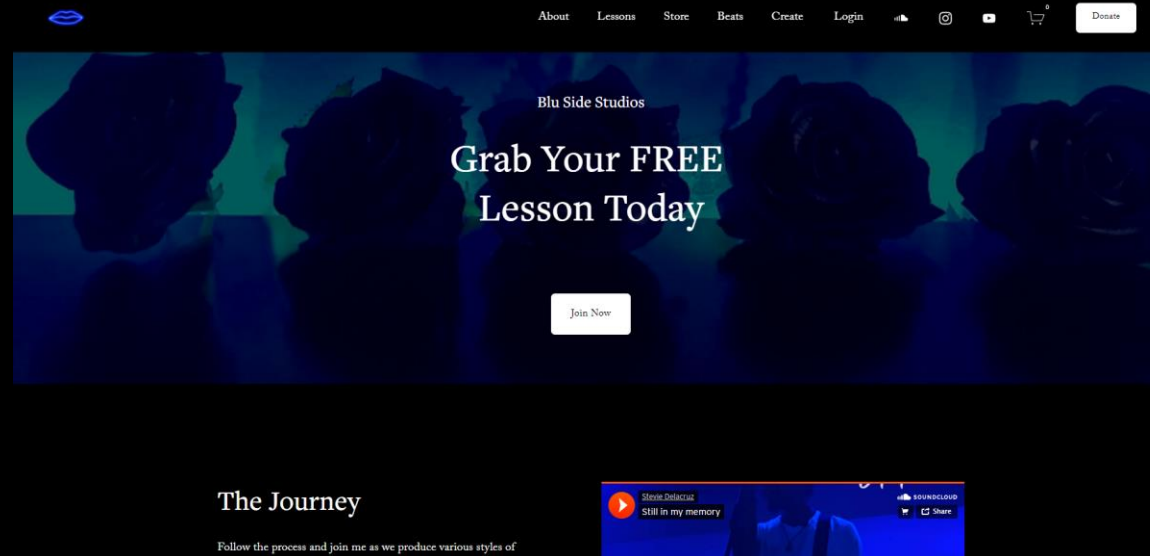 About Lessons Store Beats Create Login 0 Donate
Blu Side Studios
Grab Your FREE
Lesson Today
Join Now
The Journey
Follow the process and join me as we produce various styles of
Stevie Delacruz
Still in my memory
SOUNDCLOUD
Share